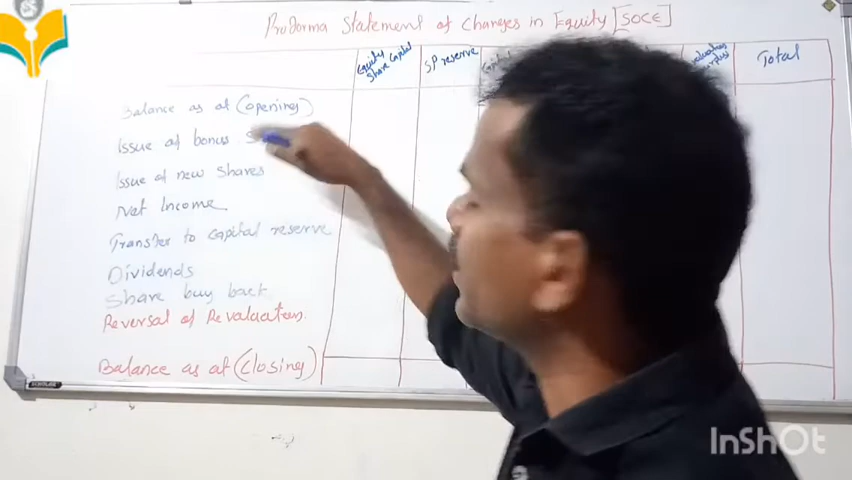 Proforma Statement of Changes in Equity [SOCE]
Equity Share Capital
SP reserve
Total
Balance as at (opening)
Issue of bonus
Issue of new shares
Net Income
Transfer to capital reserve
Dividends
Share buy back
Reversal of Revaluation
Balance as at (closing)
InShOt